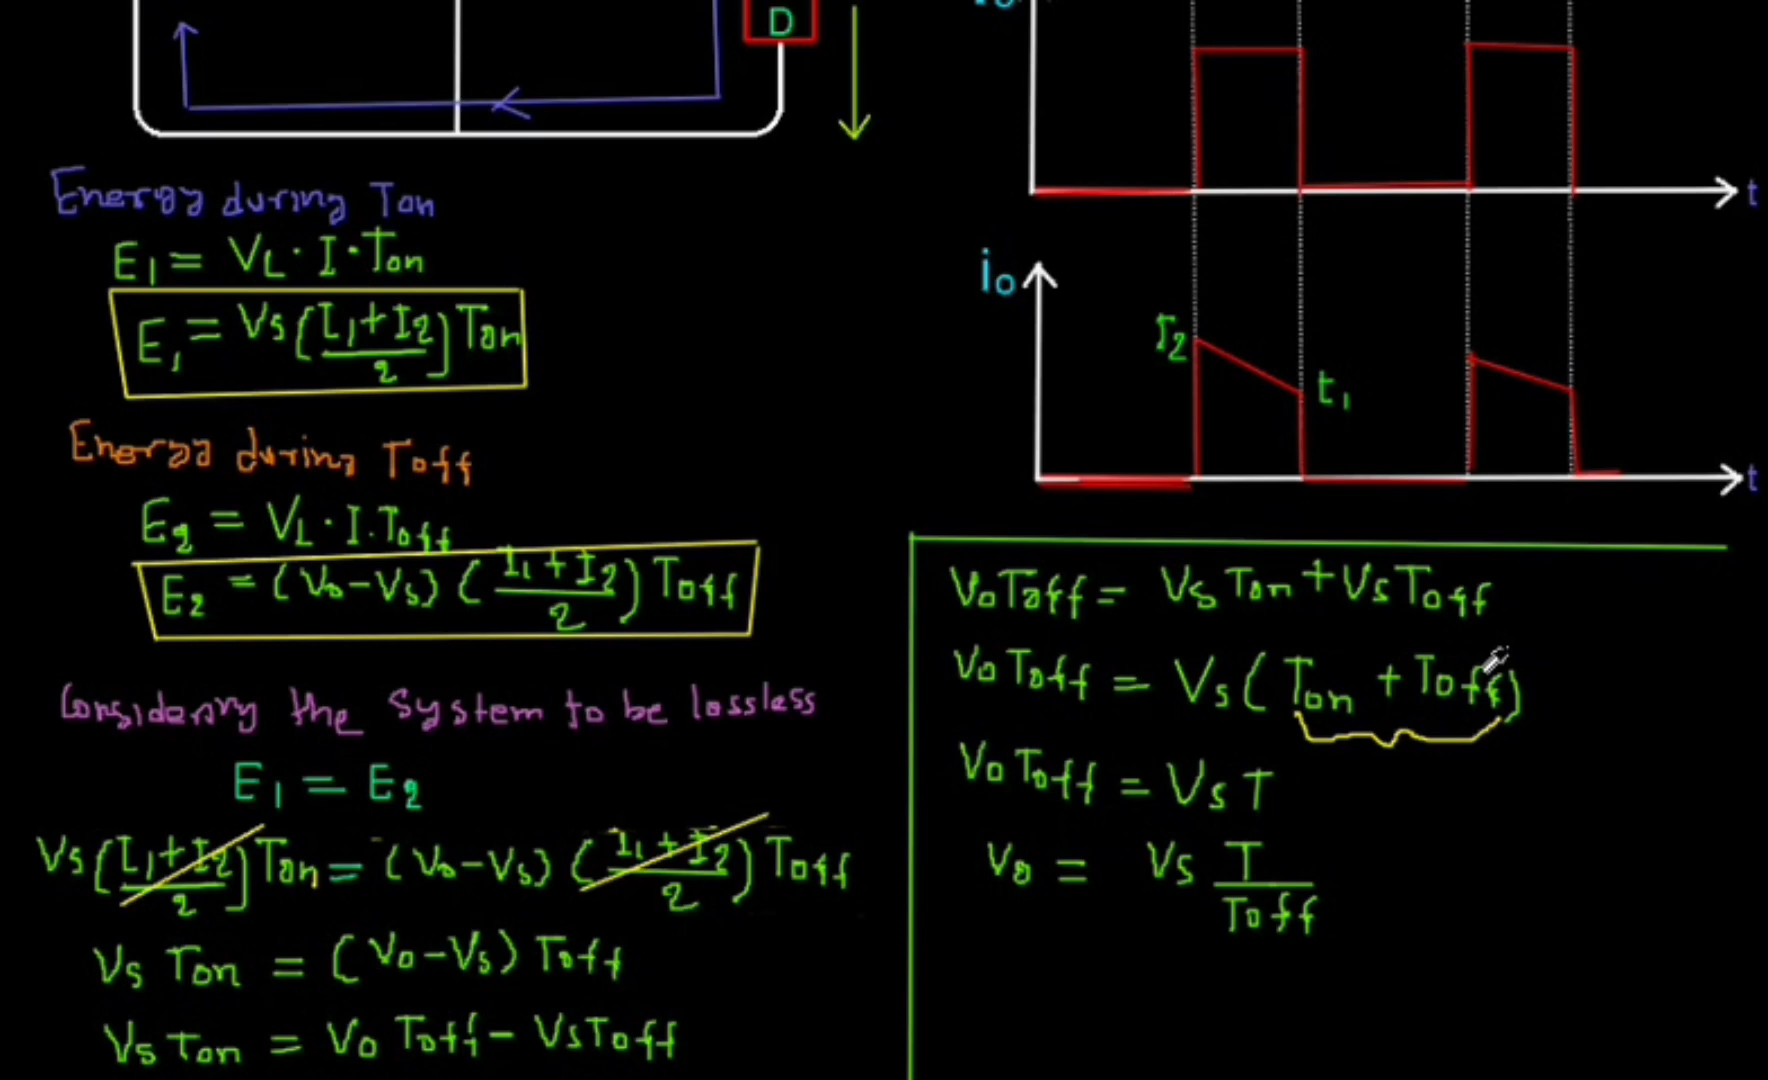 D
Energy during Ton
E1 = VL · I · Ton
E1 = Vs [I1+I2/2] Ton
Energy during Toff
E2 = VL · I . Toff
E2 = (Vo-Vs) (I1+I2/2) Toff
Considering the system to be lossless
E1 = E2
Vs [I1+I2/2] Ton = (Vo-Vs) (I1+I2/2) Toff
Vs Ton = (Vo-Vs) Toff
Vs Ton = Vo Toff - Vs Toff
t
io
I2
t1
t
Vo Toff = Vs Ton + Vs Toff
Vo Toff = Vs (Ton + Toff)
Vo Toff = Vs T
Vo = Vs T/Toff